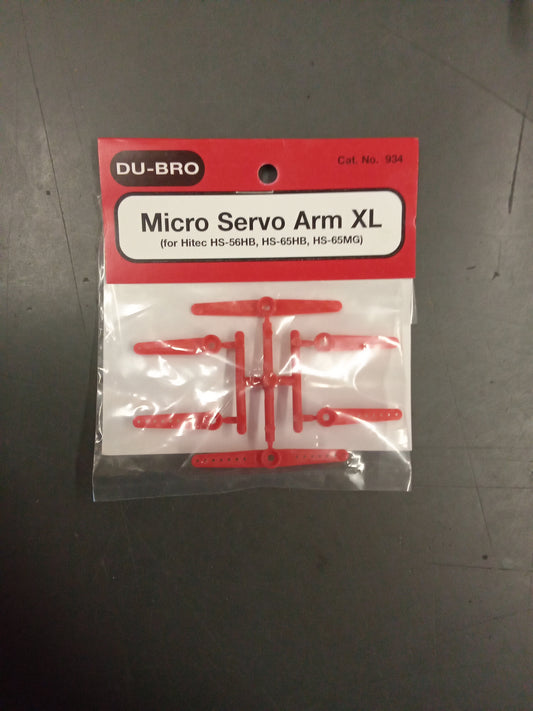 DU-BRO
Cat. No. 934
Micro Servo Arm XL
(for Hitec HS-56HB, HS-65HB, HS-65MG)